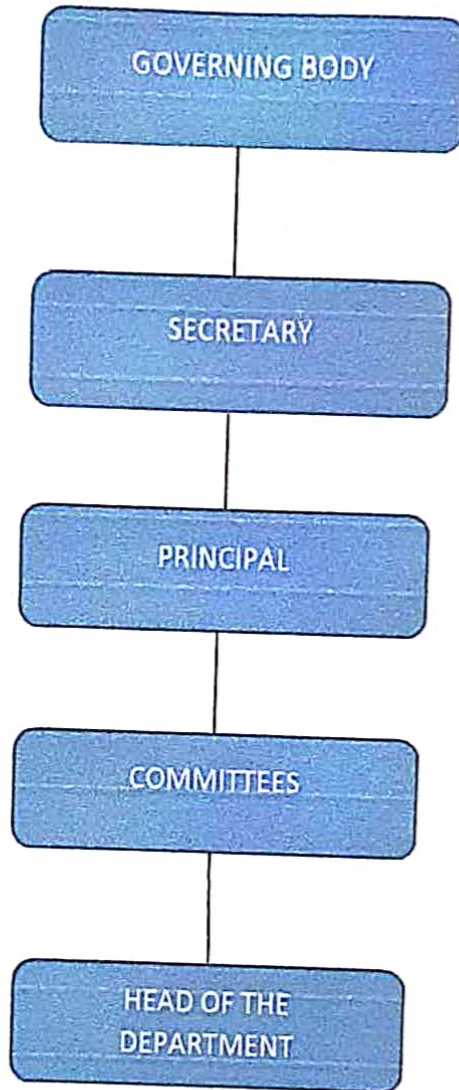 GOVERNING BODY
SECRETARY
PRINCIPAL
COMMITTEES
HEAD OF THE
DEPARTMENT